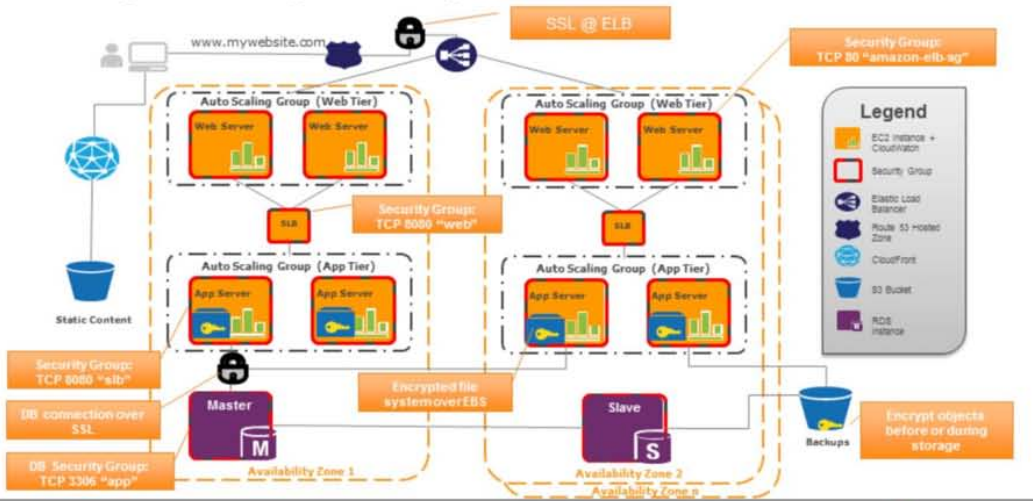 SSL @ ELB
www.mywebsite.com
Security Group:
TCP 80 "amazon-elb-sg"
Auto Scaling Group (Web Tier)
Web Server
Web Server
Auto Scaling Group (Web Tier)
Web Server
Web Server
Legend
EC2 Instance +
CloudWatch
Security Group
Elastic Load
Balancer
Route 53 Hosted
Zone
CloudFront
S3 Bucket
RDS
Instance
SLB
Security Group:
TCP 8080 "web"
SLB
Auto Scaling Group (App Tier)
App Server
App Server
Auto Scaling Group (App Tier)
App Server
App Server
Static Content
Security Group:
TCP 8080 "slb"
DB connection over
SSL
DB Security Group:
TCP 3306 "app"
Encrypted file
system over EBS
Master
M
Slave
S
Backups
Encrypt objects
before or during
storage
Availability Zone 1
Availability Zone 2
Availability Zone n